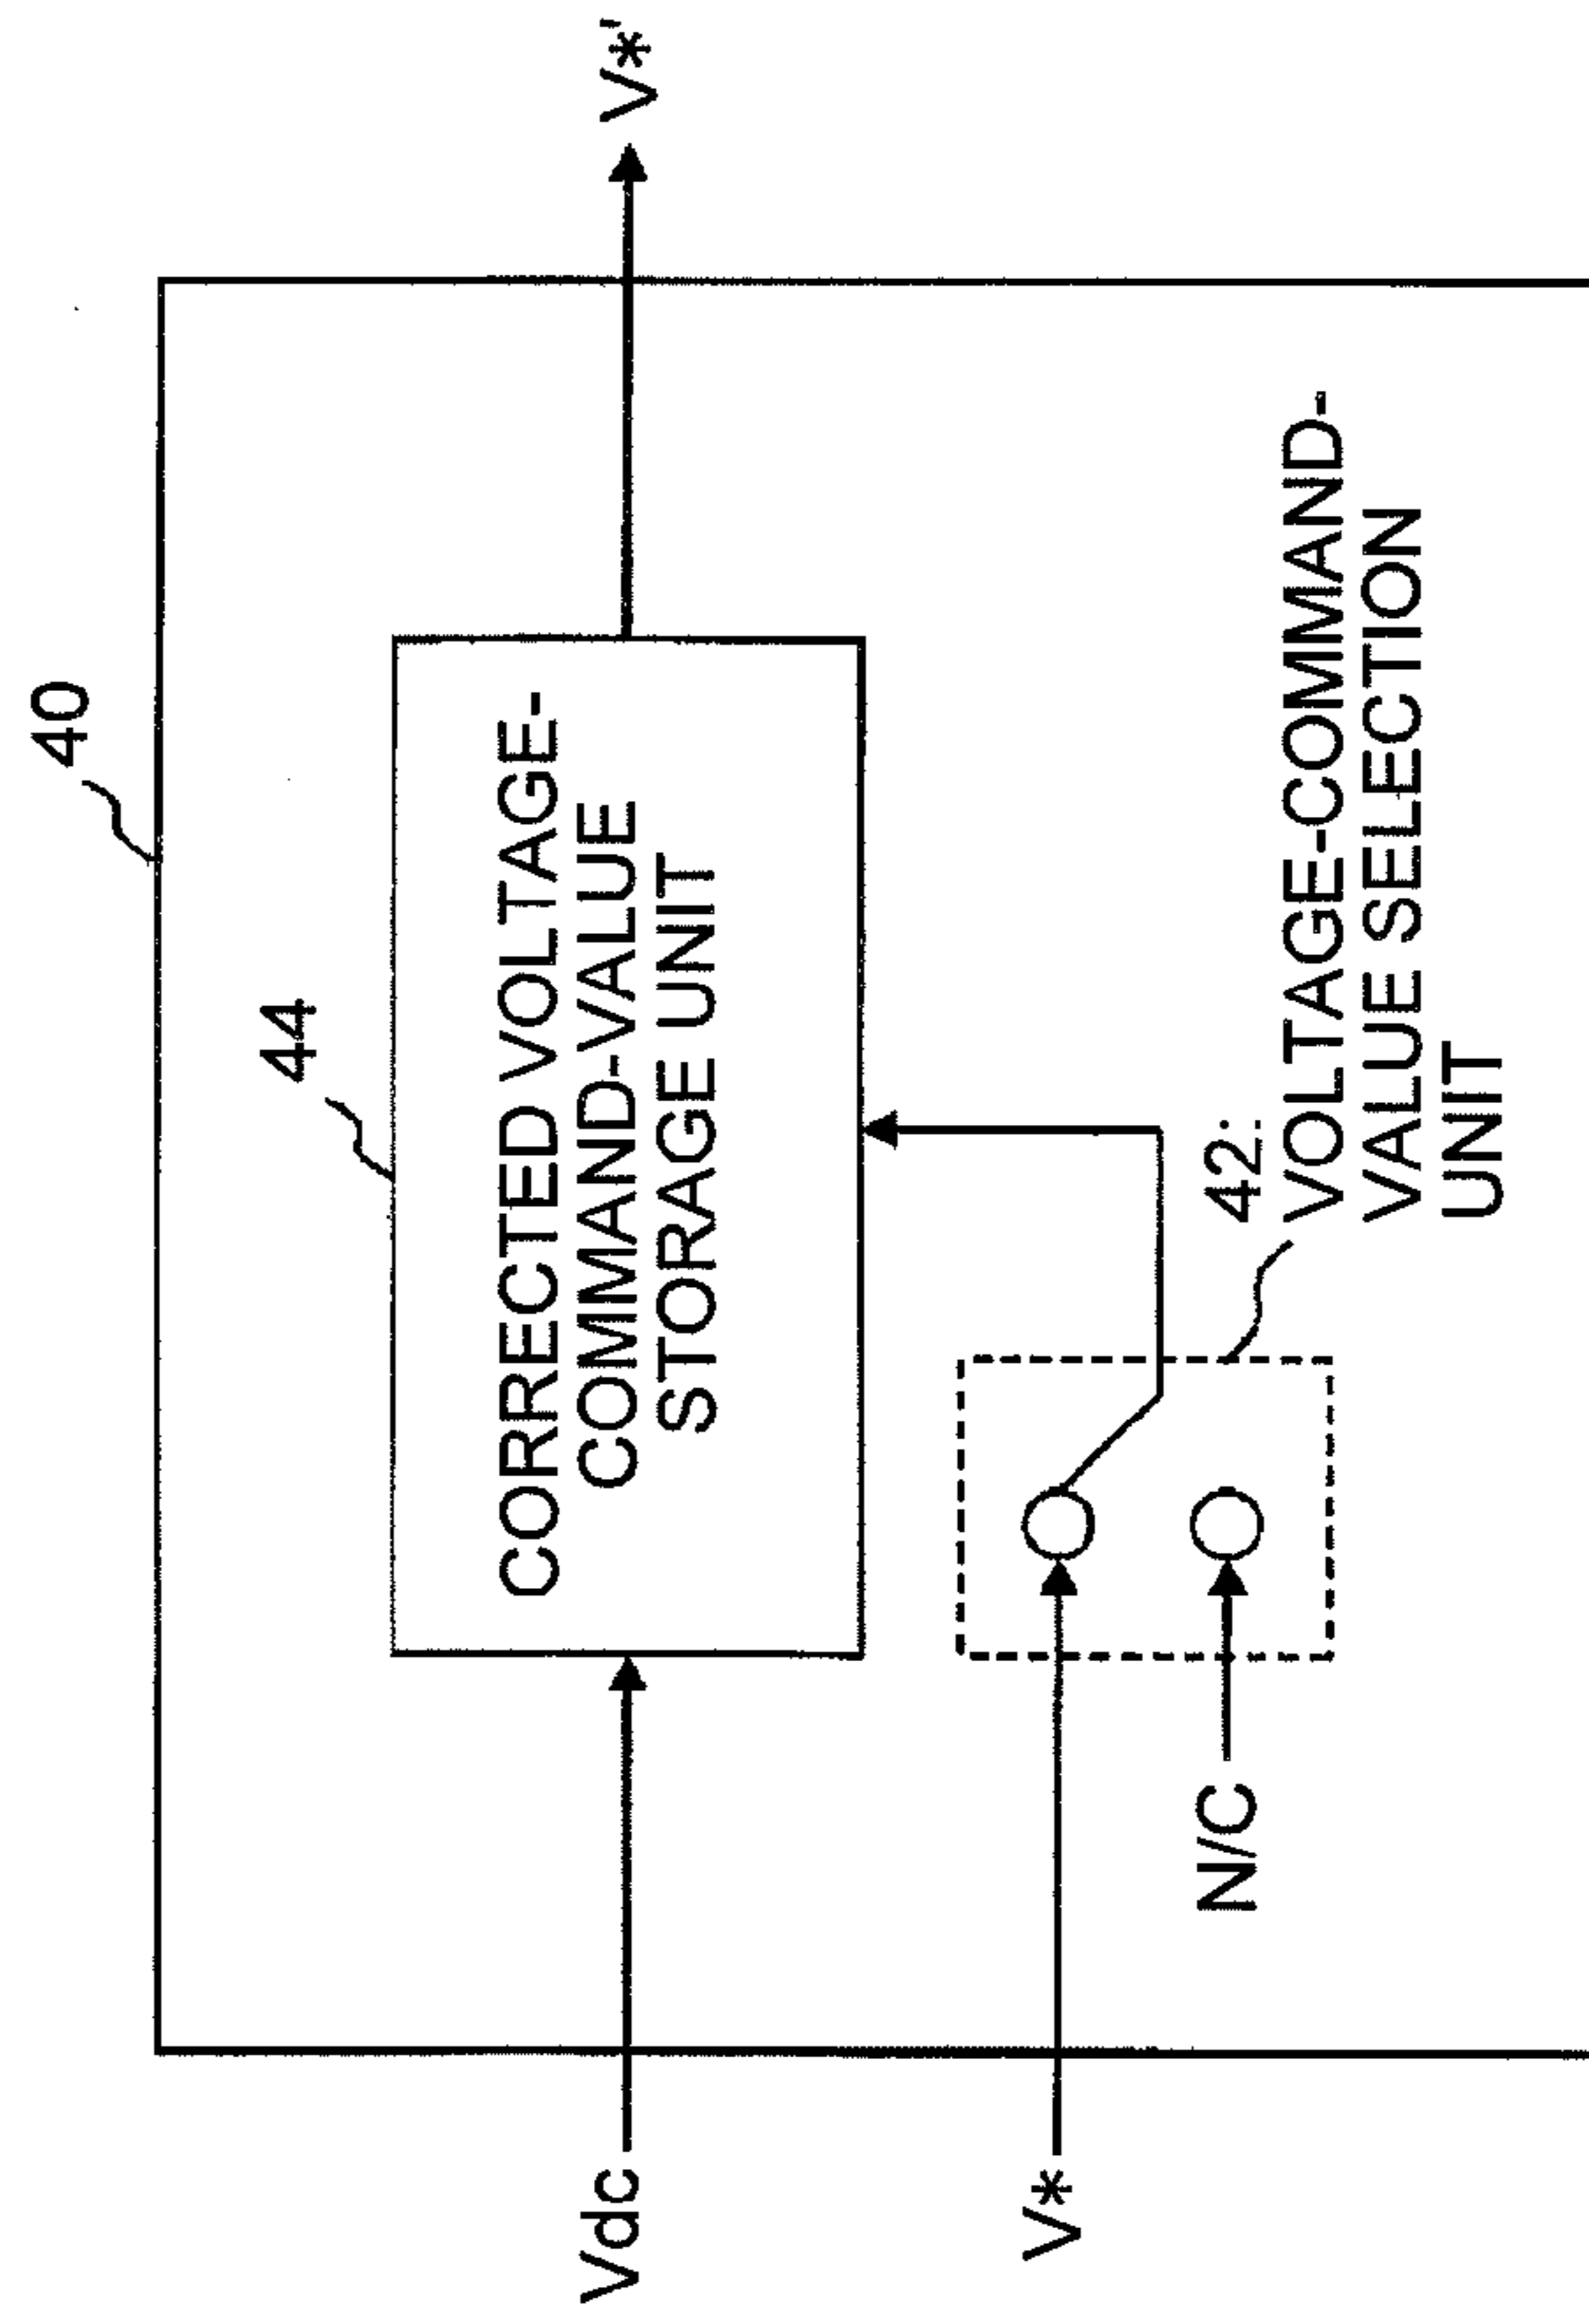 40
44
CORRECTED VOLTAGE-
COMMAND-VALUE
STORAGE UNIT
Vdc
V*'
V*
N/C
42:
VOLTAGE-COMMAND-
VALUE SELECTION
UNIT